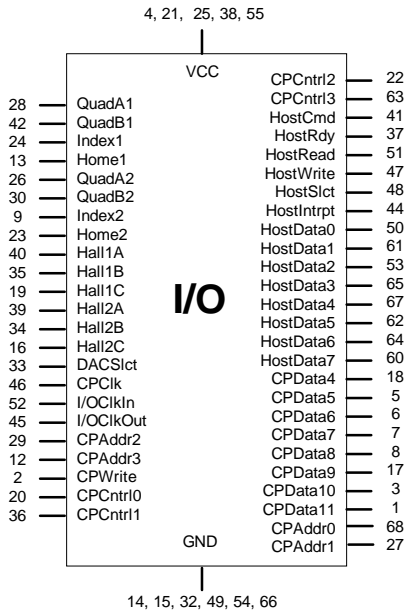 4, 21, 25, 38, 55
VCC
28 QuadA1
42 QuadB1
24 Index1
13 Home1
26 QuadA2
30 QuadB2
9 Index2
23 Home2
40 Hall1A
35 Hall1B
19 Hall1C
39 Hall2A
34 Hall2B
16 Hall2C
33 DACSlct
46 CPClk
52 I/OClkIn
45 I/OClkOut
29 CPAddr2
12 CPAddr3
2 CPWrite
20 CPCntrl0
36 CPCntrl1
I/O
CPCntrl2 22
CPCntrl3 63
HostCmd 41
HostRdy 37
HostRead 51
HostWrite 47
HostSlct 48
HostIntrpt 44
HostData0 50
HostData1 61
HostData2 53
HostData3 65
HostData4 67
HostData5 62
HostData6 64
HostData7 60
CPData4 18
CPData5 5
CPData6 6
CPData7 7
CPData8 8
CPData9 17
CPData10 3
CPData11 1
CPAddr0 68
CPAddr1 27
GND
14, 15, 32, 49, 54, 66